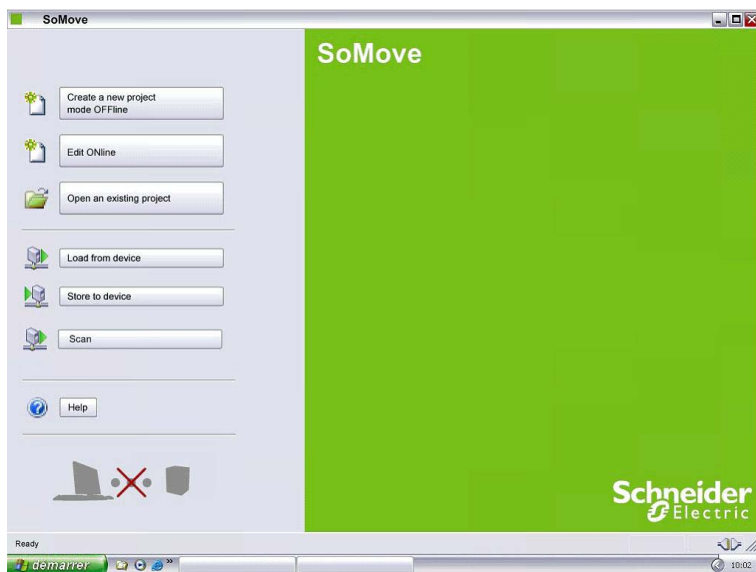 SoMove
SoMove
Create a new project
mode OFFline
Edit ONline
Open an existing project
Load from device
Store to device
Scan
Help
Schneider
Electric
Ready
démarrer
10:02